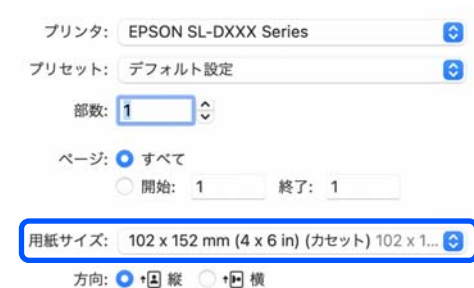 プリンタ: EPSON SL-DXXX Series
プリセット: デフォルト設定
部数: 1
ページ: すべて
開始: 1 終了: 1
用紙サイズ: 102 x 152 mm (4 x 6 in) (カセット) 102 x 1...
方向: 縦 横